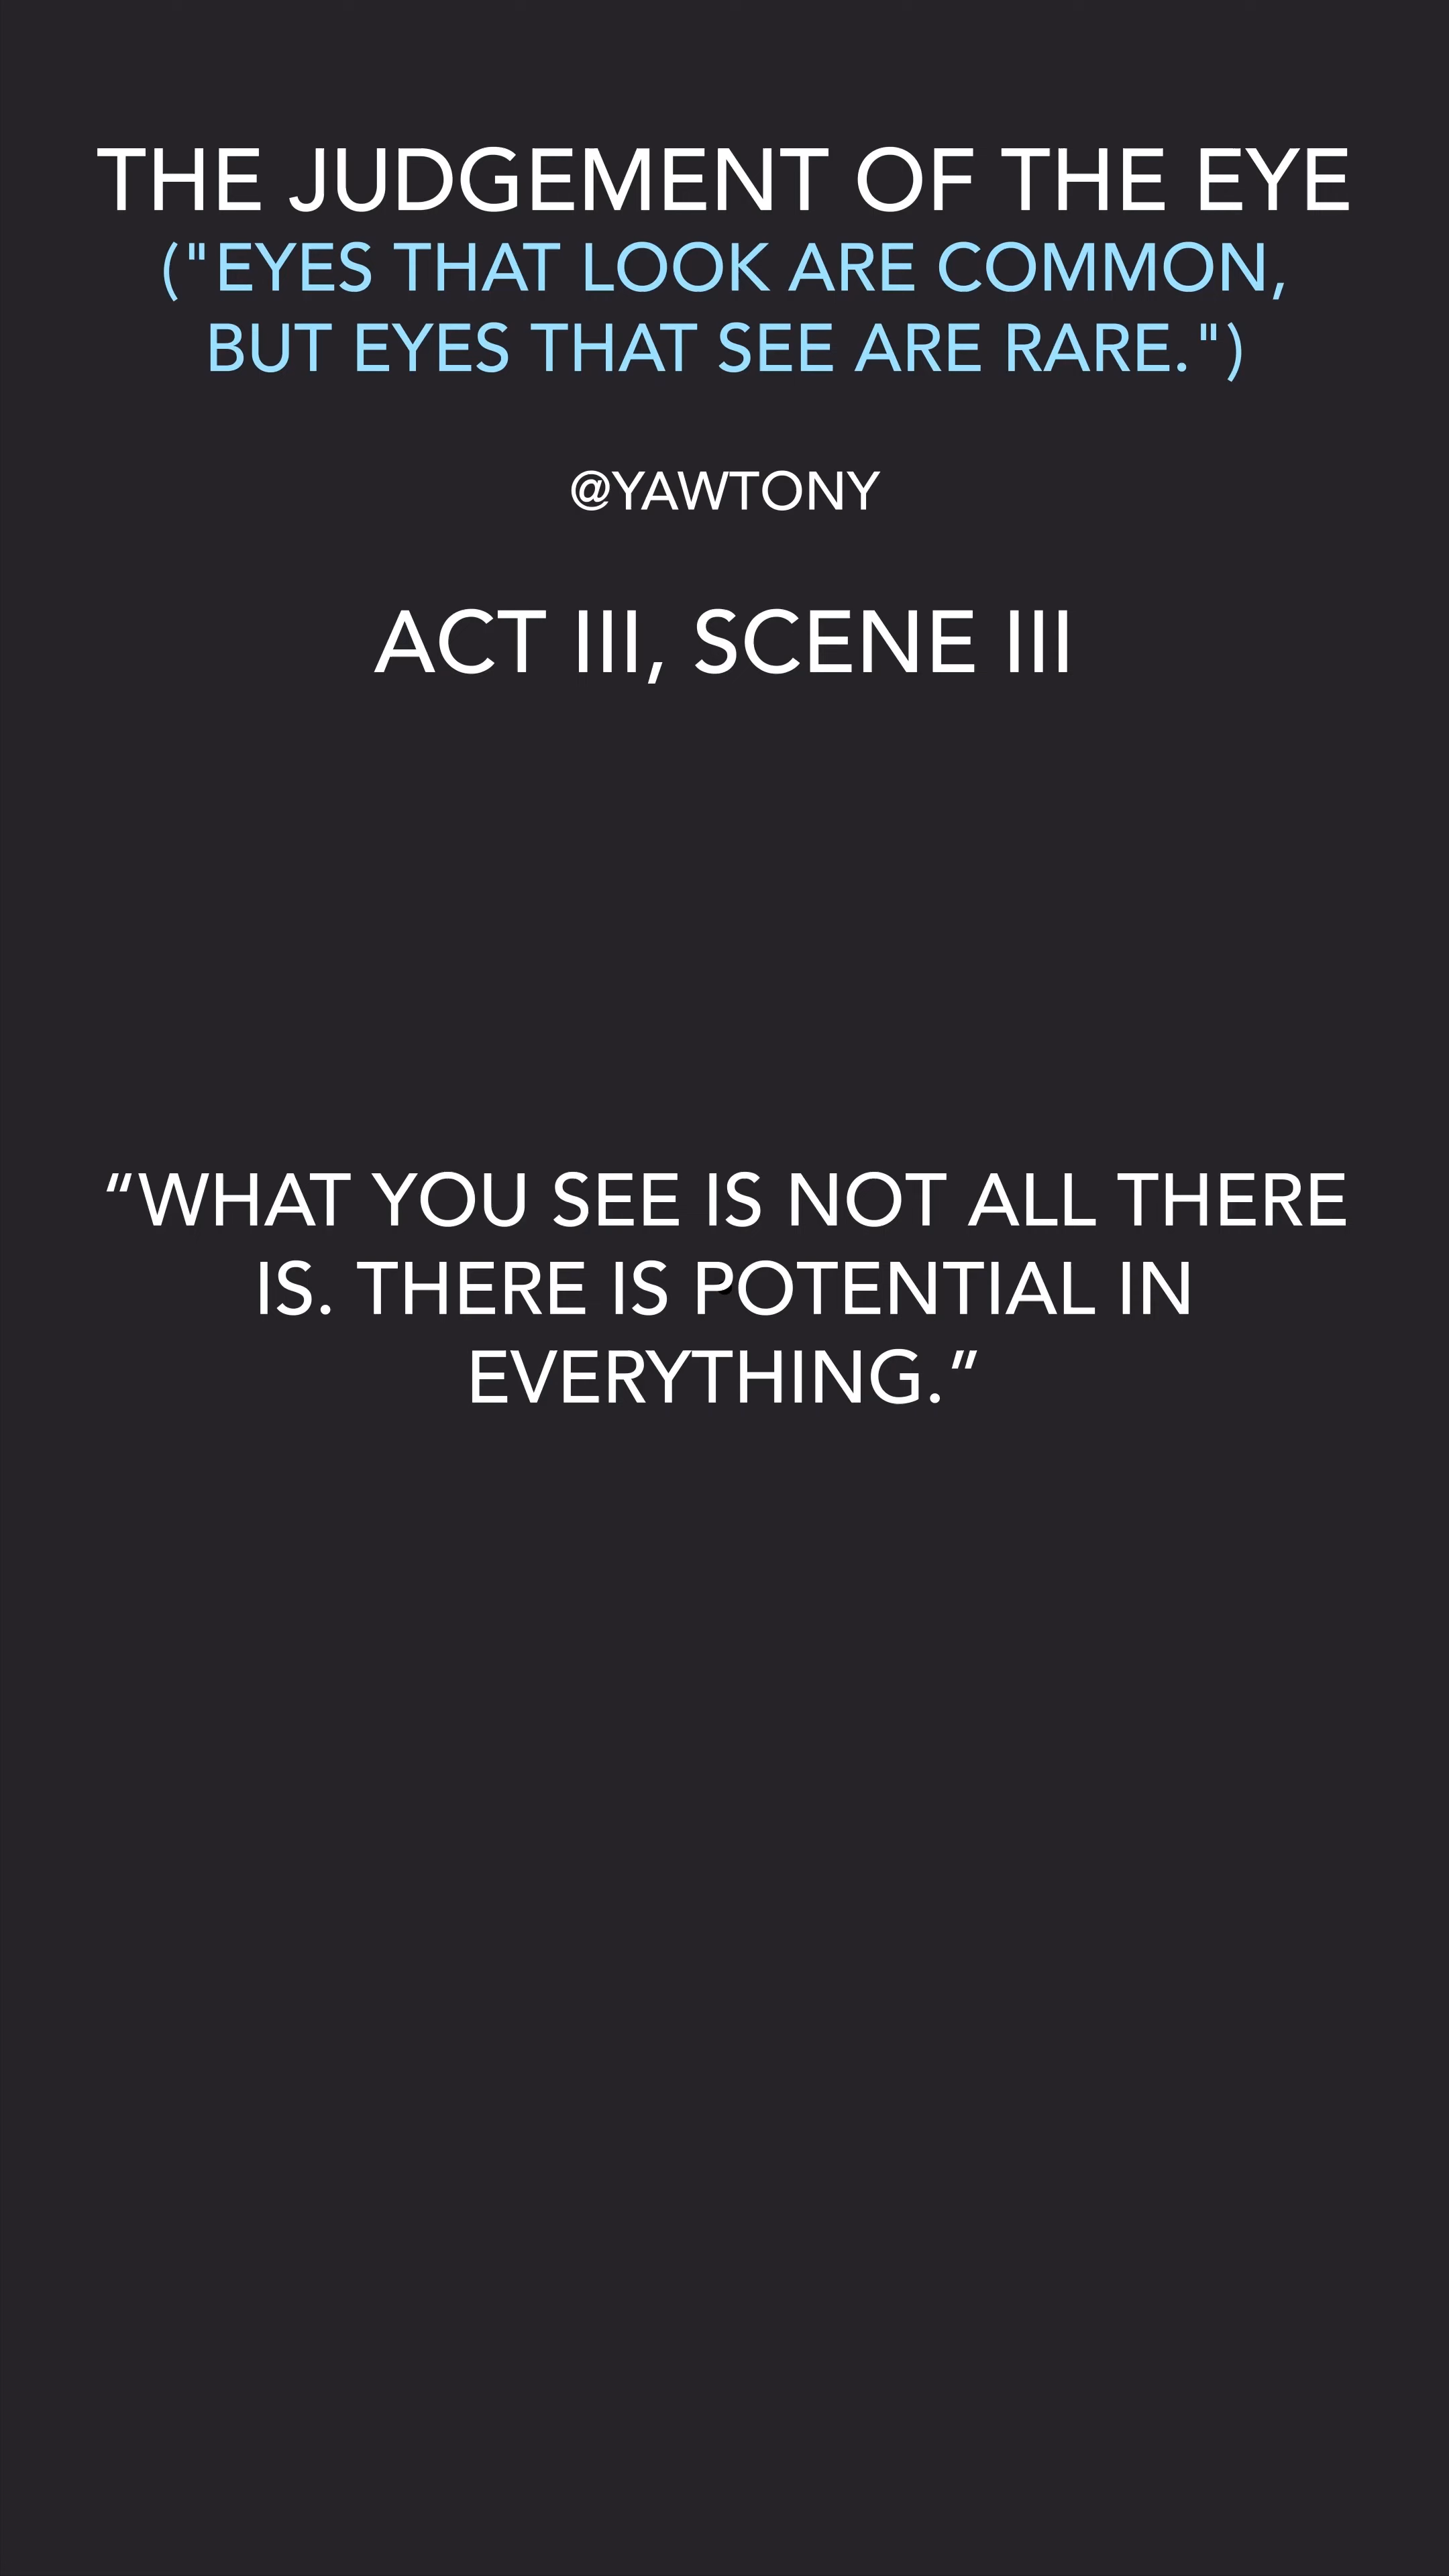 THE JUDGEMENT OF THE EYE
("EYES THAT LOOK ARE COMMON,
BUT EYES THAT SEE ARE RARE.")
@YAWTONY
ACT III, SCENE III
“WHAT YOU SEE IS NOT ALL THERE
IS. THERE IS POTENTIAL IN
EVERYTHING.”